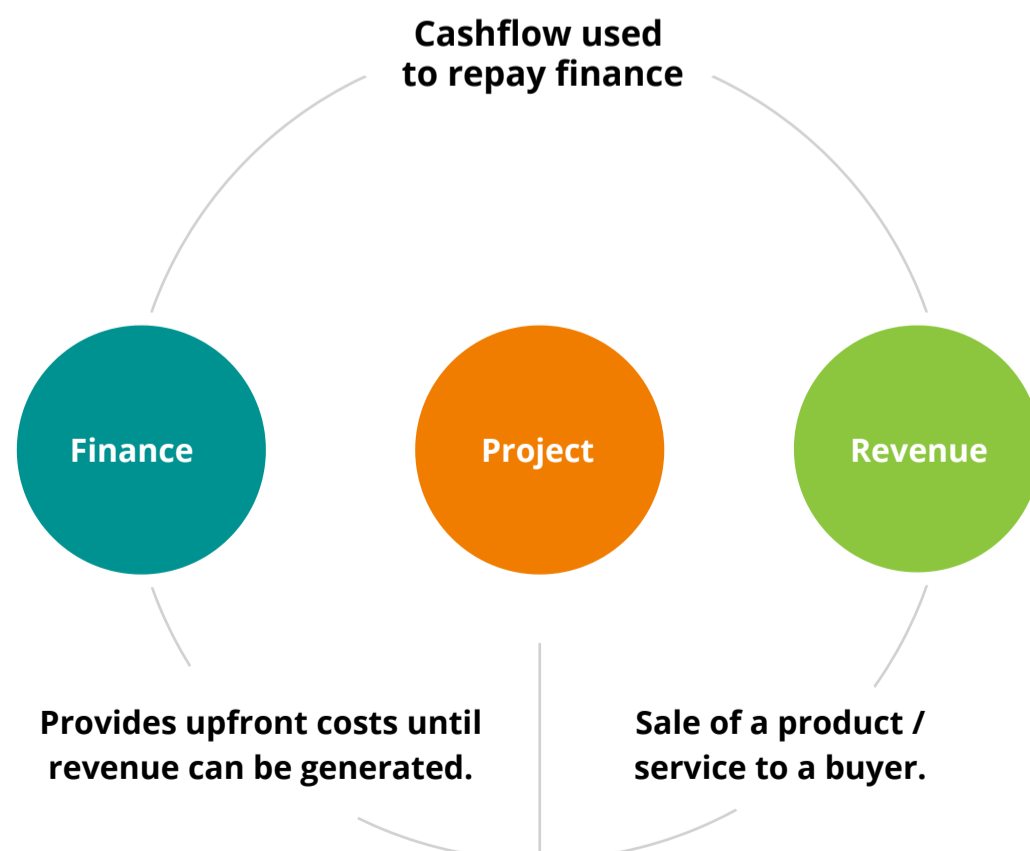 Cashflow used
to repay finance
Finance
Project
Revenue
Provides upfront costs until
revenue can be generated.
Sale of a product /
service to a buyer.